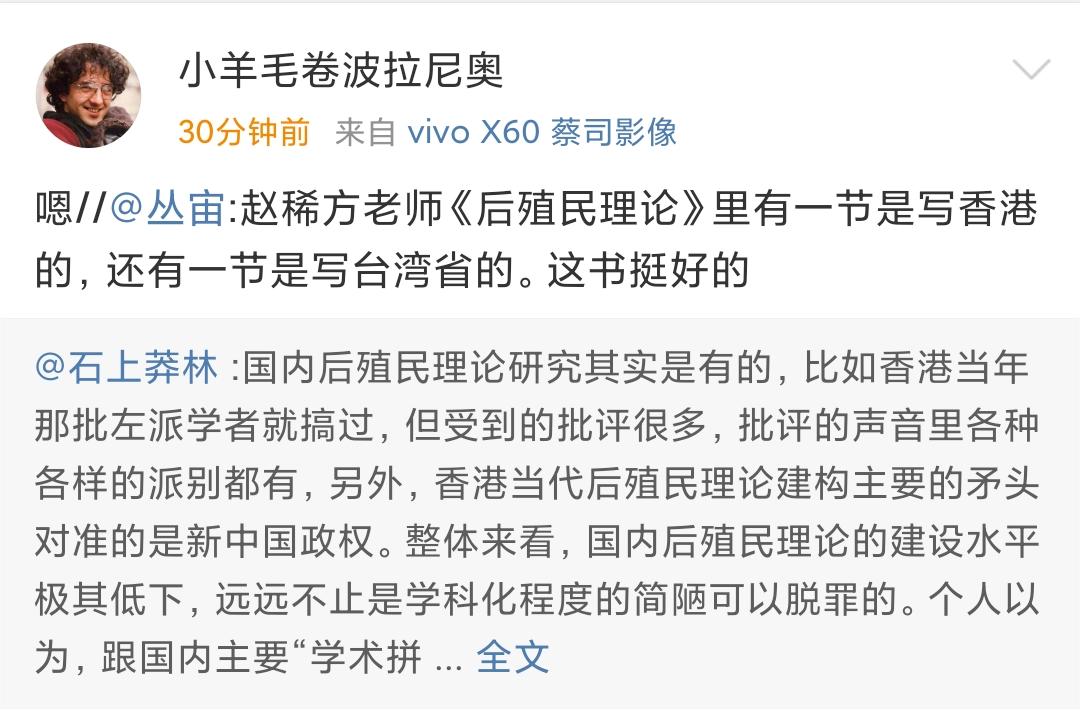 小羊毛卷波拉尼奥
30分钟前 来自 vivo X60 蔡司影像
嗯//@丛宙:赵稀方老师《后殖民理论》里有一节是写香港
的，还有一节是写台湾省的。这书挺好的
@石上莽林 :国内后殖民理论研究其实是有的，比如香港当年
那批左派学者就搞过，但受到的批评很多，批评的声音里各种
各样的派别都有，另外，香港当代后殖民理论建构主要的矛头
对准的是新中国政权。整体来看，国内后殖民理论的建设水平
极其低下，远远不止是学科化程度的简陋可以脱罪的。个人以
为，跟国内主要“学术拼 ... 全文